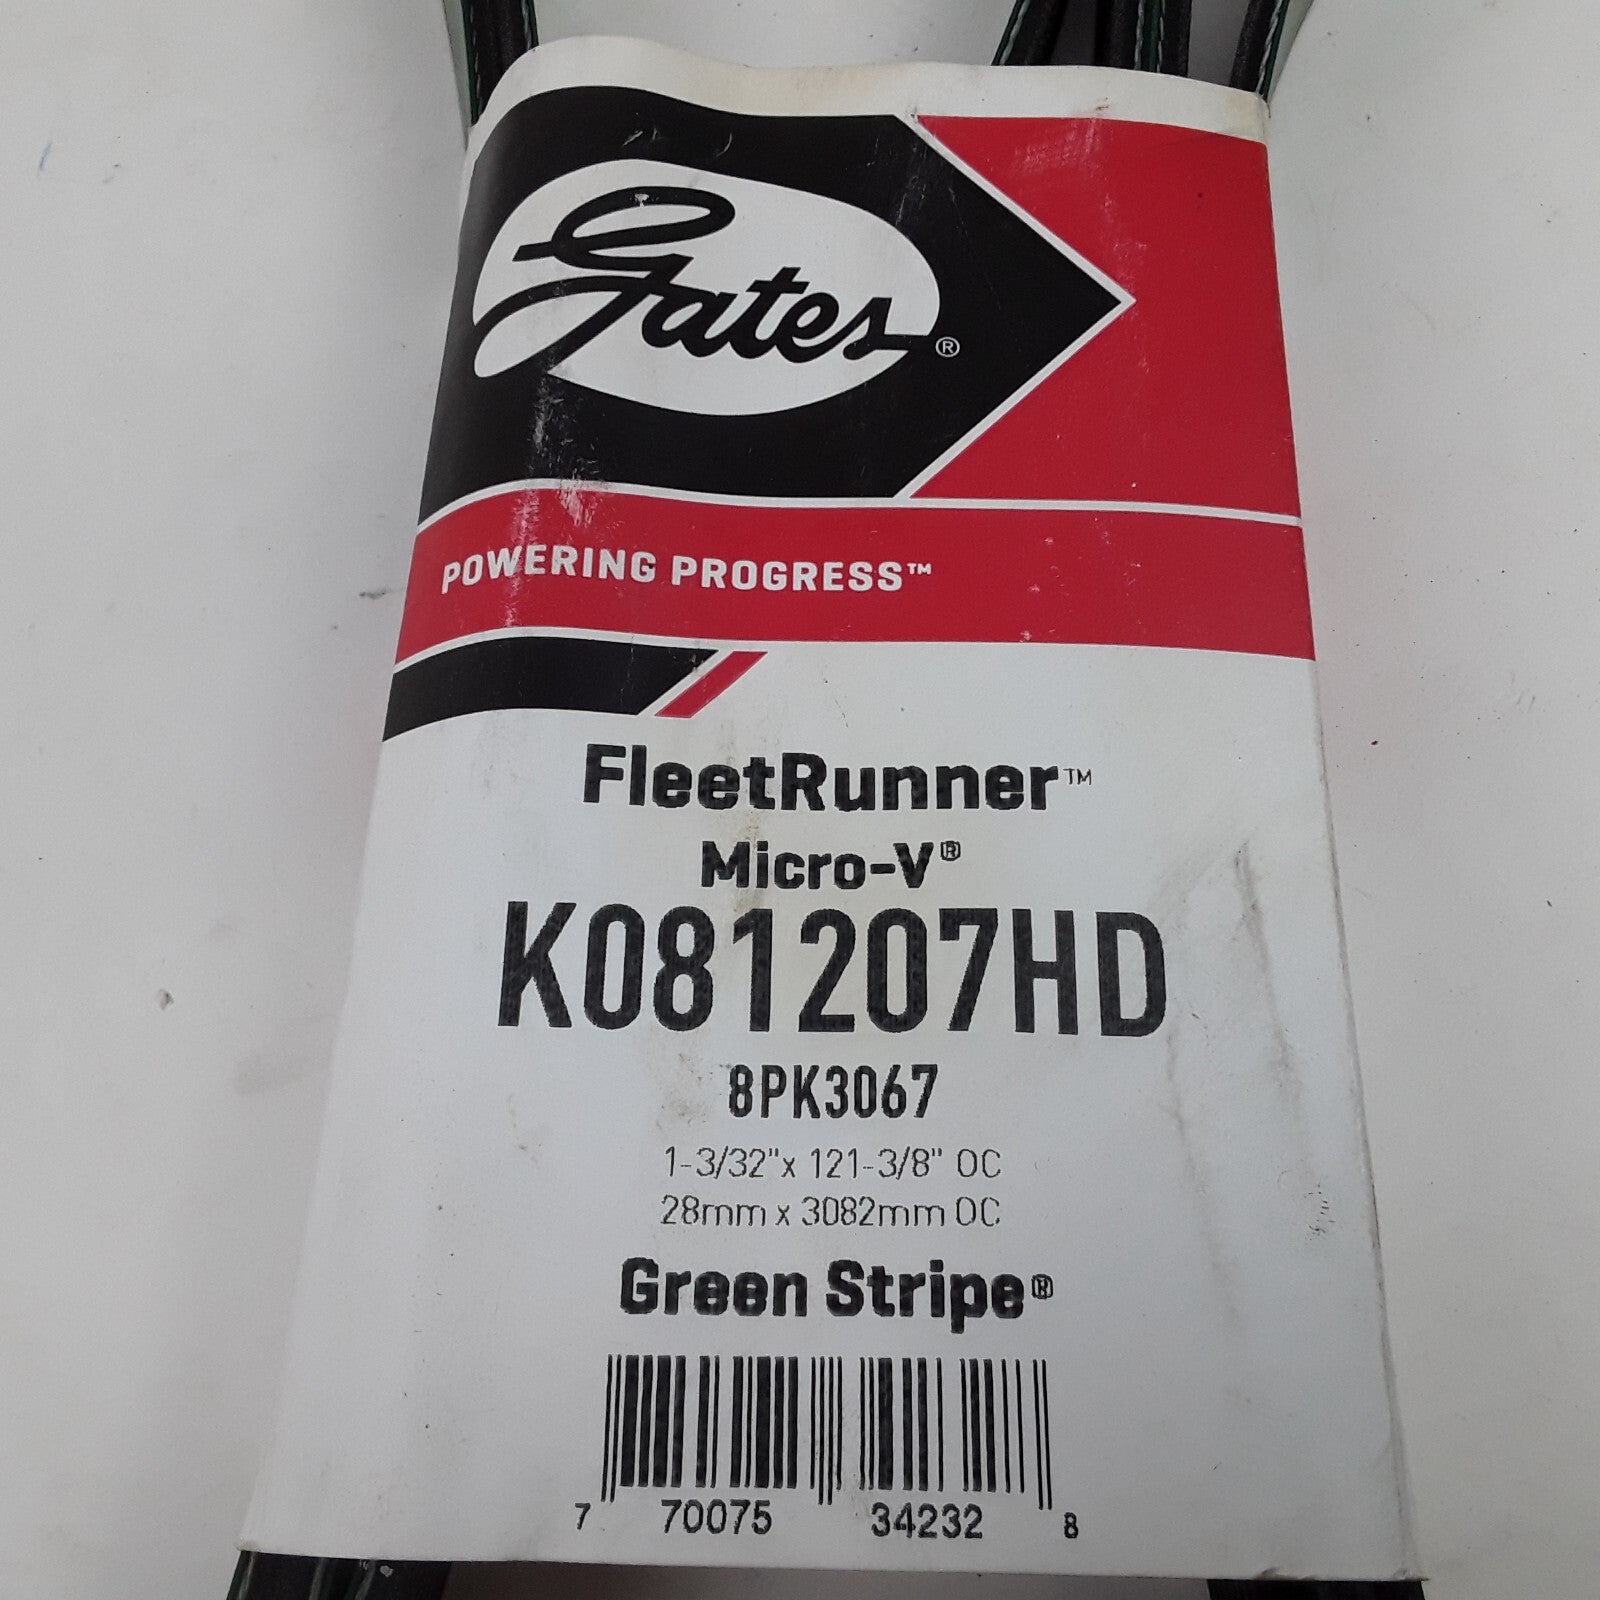 Gates®
POWERING PROGRESS™
FleetRunner™
Micro-V®
K081207HD
8PK3067
1-3/32"x 121-3/8" OC
28mm x 3082mm OC
Green Stripe®
7 70075 34232 8